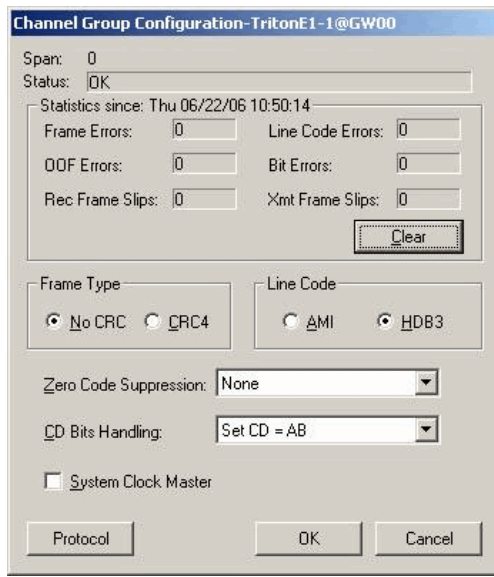 Channel Group Configuration-TritonE1-1@GW00
Span: 0
Status: OK
Statistics since: Thu 06/22/06 10:50:14
Frame Errors: 0 Line Code Errors: 0
OOF Errors: 0 Bit Errors: 0
Rec Frame Slips: 0 Xmt Frame Slips: 0
Clear
Frame Type Line Code
No CRC CRC4 AMI HDB3
Zero Code Suppression: None
CD Bits Handling: Set CD = AB
System Clock Master
Protocol OK Cancel